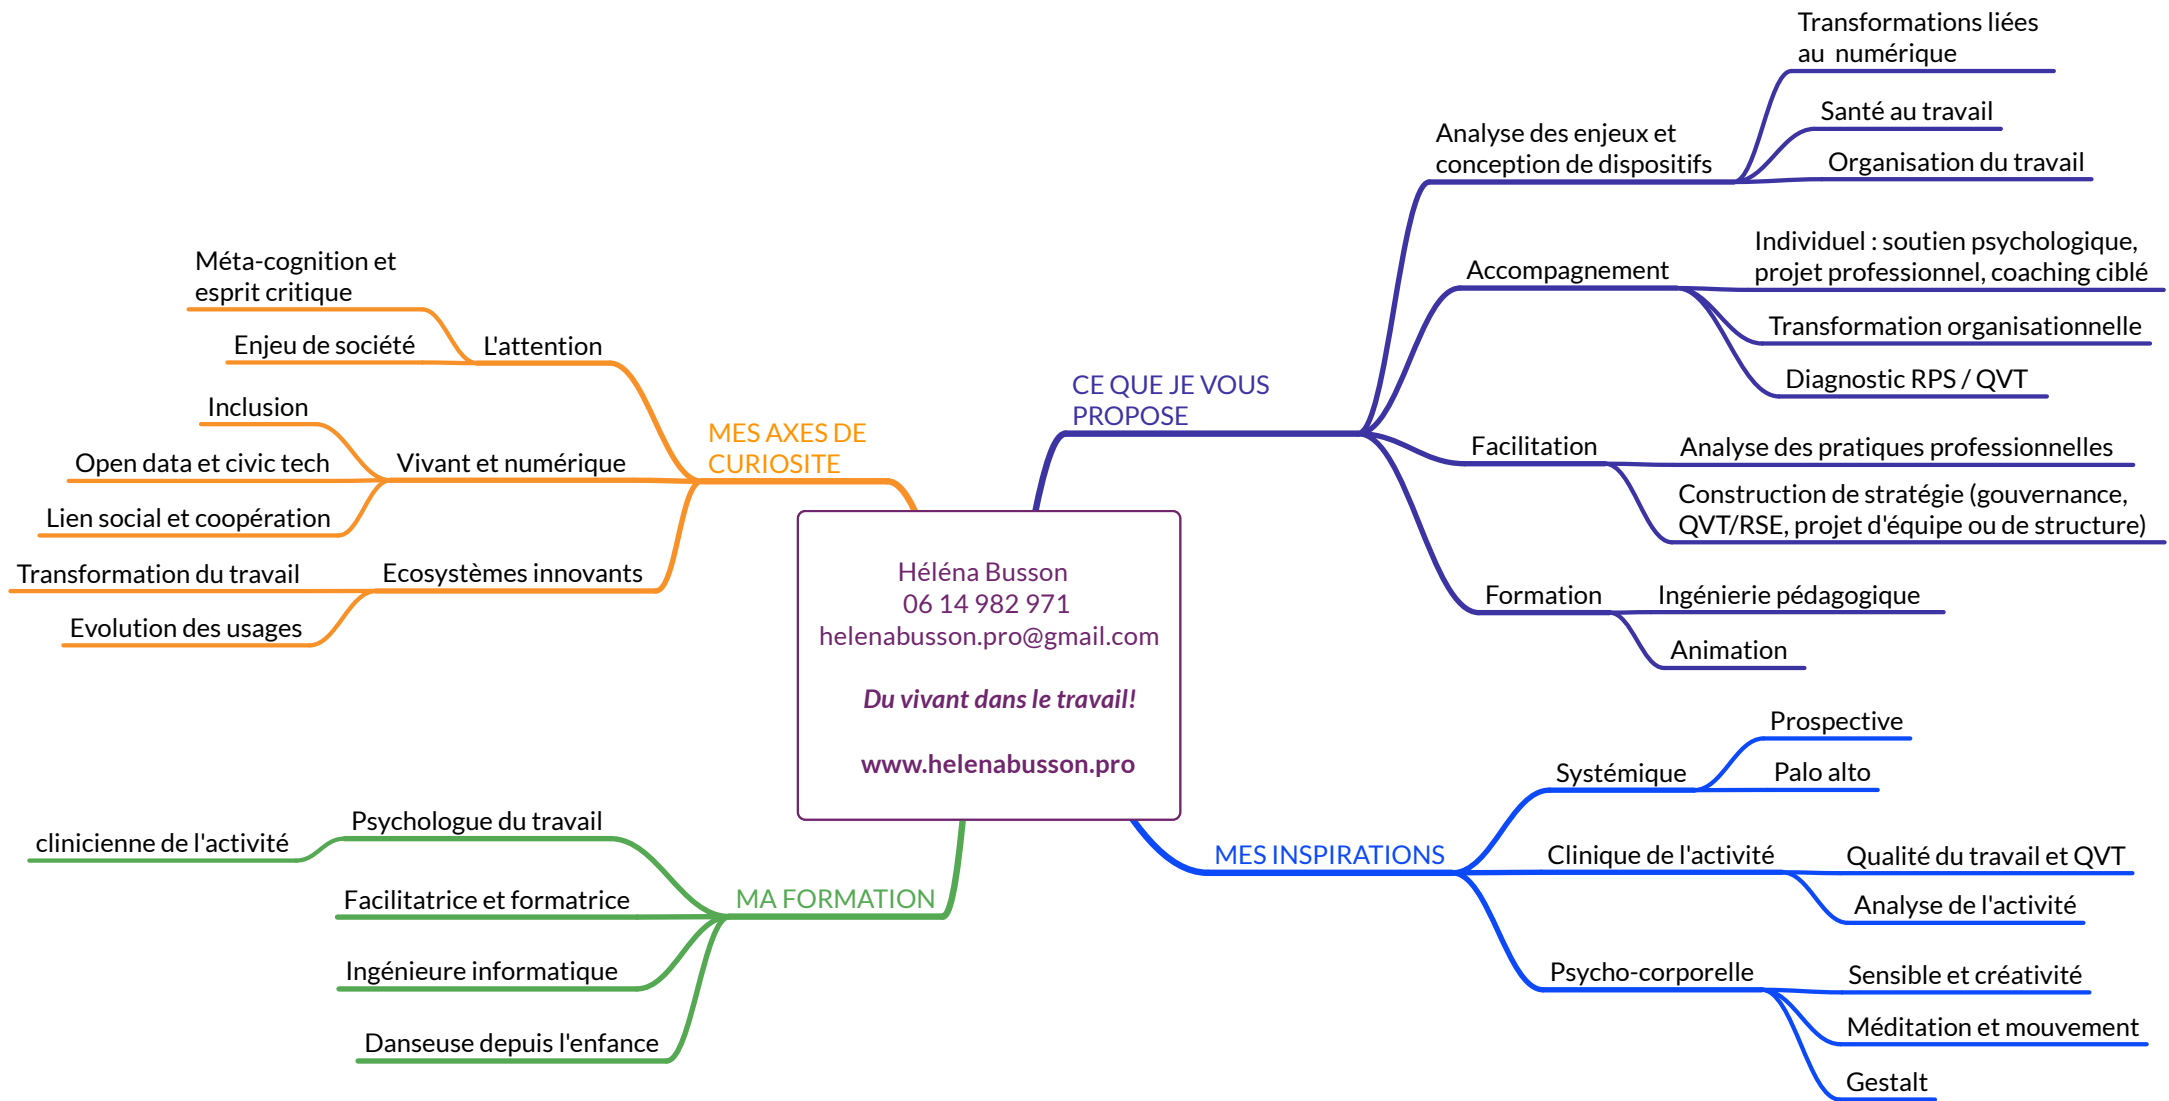 Héléna Busson
06 14 982 971
helenabusson.pro@gmail.com
Du vivant dans le travail!
www.helenabusson.pro
CE QUE JE VOUS
PROPOSE
Analyse des enjeux et
conception de dispositifs
Transformations liées
au  numérique
Santé au travail
Organisation du travail
Accompagnement
Individuel : soutien psychologique,
projet professionnel, coaching ciblé
Transformation organisationnelle
Diagnostic RPS / QVT
Facilitation
Analyse des pratiques professionnelles
Construction de stratégie (gouvernance,
QVT/RSE, projet d'équipe ou de structure)
Formation
Ingénierie pédagogique
Animation
MES INSPIRATIONS
Systémique
Prospective
Palo alto
Clinique de l'activité
Qualité du travail et QVT
Analyse de l'activité
Psycho-corporelle
Sensible et créativité
Méditation et mouvement
Gestalt
MES AXES DE
CURIOSITE
L'attention
Méta-cognition et
esprit critique
Enjeu de société
Vivant et numérique
Inclusion
Open data et civic tech
Lien social et coopération
Ecosystèmes innovants
Transformation du travail
Evolution des usages
MA FORMATION
Psychologue du travail
clinicienne de l'activité
Facilitatrice et formatrice
Ingénieure informatique
Danseuse depuis l'enfance